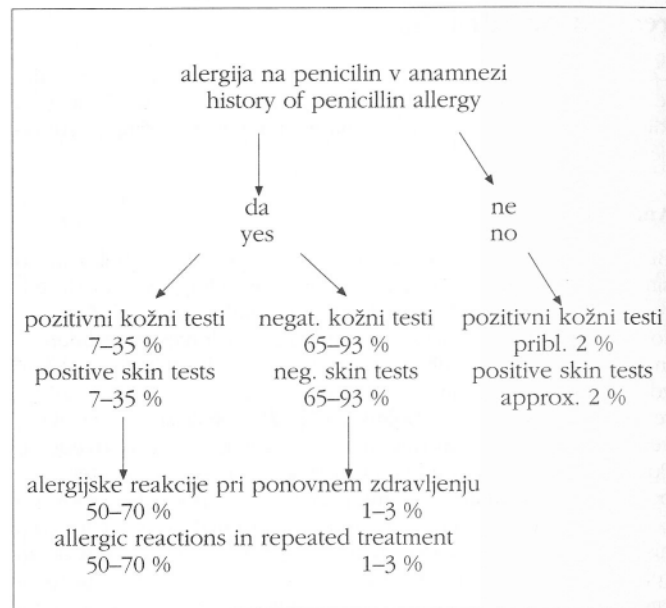 alergija na penicilin v anamnezi
history of penicillin allergy
da
yes
ne
no
pozitivni kožni testi
7–35 %
positive skin tests
7–35 %
negat. kožni testi
65–93 %
neg. skin tests
65–93 %
pozitivni kožni testi
pribl. 2 %
positive skin tests
approx. 2 %
alergijske reakcije pri ponovnem zdravljenju
50–70 % 1–3 %
allergic reactions in repeated treatment
50–70 % 1–3 %